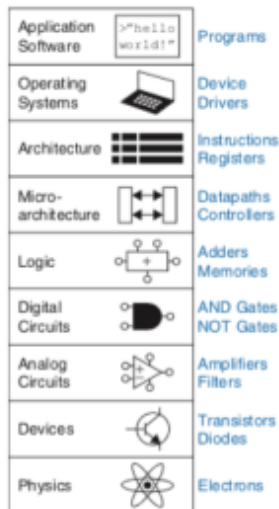 Application
Software
>"hello
world!"
Programs
Operating
Systems
Device
Drivers
Architecture
Instructions
Registers
Micro-
architecture
Datapaths
Controllers
Logic
+
Adders
Memories
Digital
Circuits
AND Gates
NOT Gates
Analog
Circuits
+
-
Amplifiers
Filters
Devices
Transistors
Diodes
Physics
Electrons